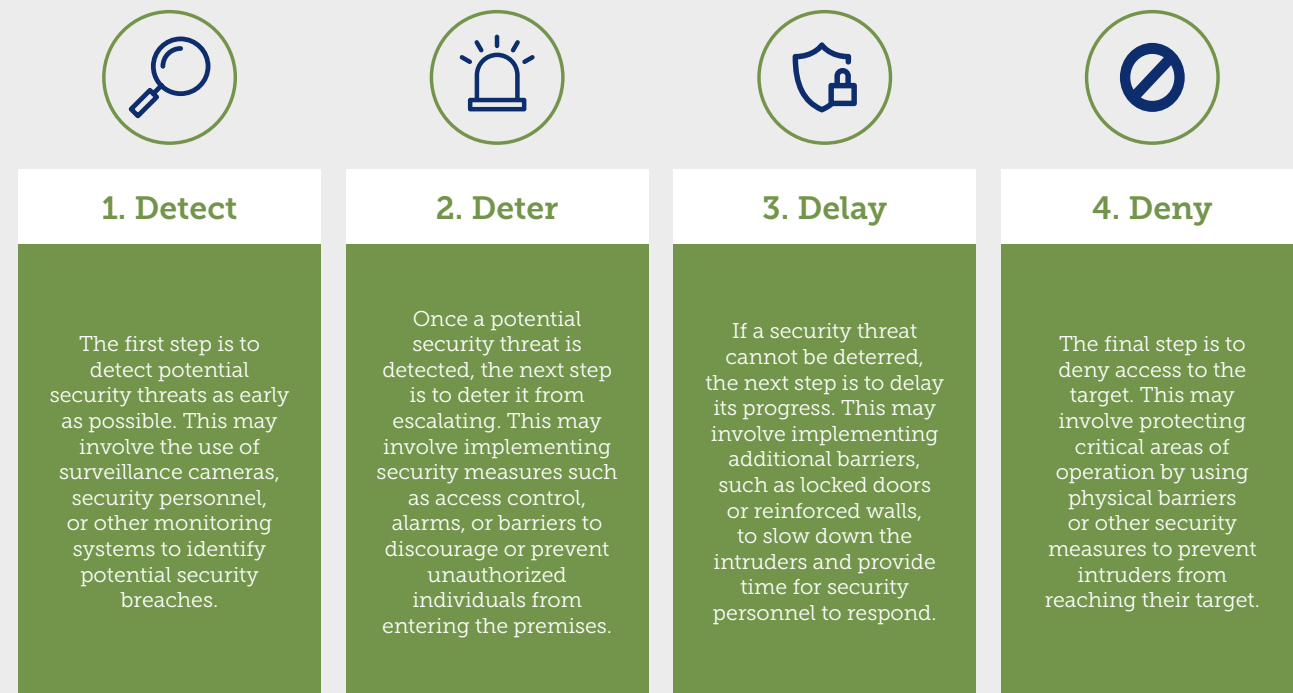 1. Detect
The first step is to
detect potential
security threats as early
as possible. This may
involve the use of
surveillance cameras,
security personnel,
or other monitoring
systems to identify
potential security
breaches.
2. Deter
Once a potential
security threat is
detected, the next step
is to deter it from
escalating. This may
involve implementing
security measures such
as access control,
alarms, or barriers to
discourage or prevent
unauthorized
individuals from
entering the premises.
3. Delay
If a security threat
cannot be deterred,
the next step is to delay
its progress. This may
involve implementing
additional barriers,
such as locked doors
or reinforced walls,
to slow down the
intruders and provide
time for security
personnel to respond.
4. Deny
The final step is to
deny access to the
target. This may
involve protecting
critical areas of
operation by using
physical barriers
or other security
measures to prevent
intruders from
reaching their target.